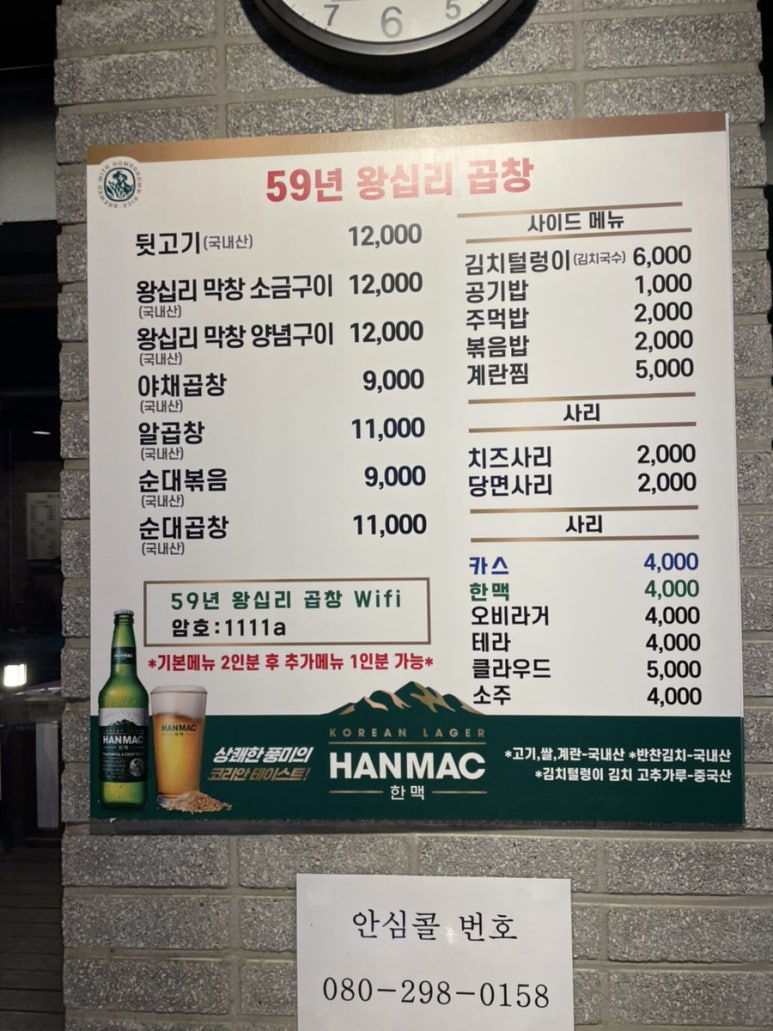 7 6 5
BREWED WITH HOMEGROWN RICE
59년 왕십리 곱창
뒷고기(국내산) 12,000
왕십리 막창 소금구이 12,000
(국내산)
왕십리 막창 양념구이 12,000
(국내산)
야채곱창 9,000
(국내산)
알곱창 11,000
(국내산)
순대볶음 9,000
(국내산)
순대곱창 11,000
(국내산)
59년 왕십리 곱창 Wifi
암호:1111a
*기본메뉴 2인분 후 추가메뉴 1인분 가능*
사이드 메뉴
김치털렁이(김치국수) 6,000
공기밥 1,000
주먹밥 2,000
볶음밥 2,000
계란찜 5,000
사리
치즈사리 2,000
당면사리 2,000
사리
카스 4,000
한맥 4,000
오비라거 4,000
테라 4,000
클라우드 5,000
소주 4,000
HANMAC
한맥
HANMAC
상쾌한 풍미의
코리안 테이스트!
KOREAN LAGER
HANMAC
한맥
*고기,쌀,계란-국내산 *반찬김치-국내산
*김치털렁이 김치 고추가루-중국산
안심콜 번호
080-298-0158